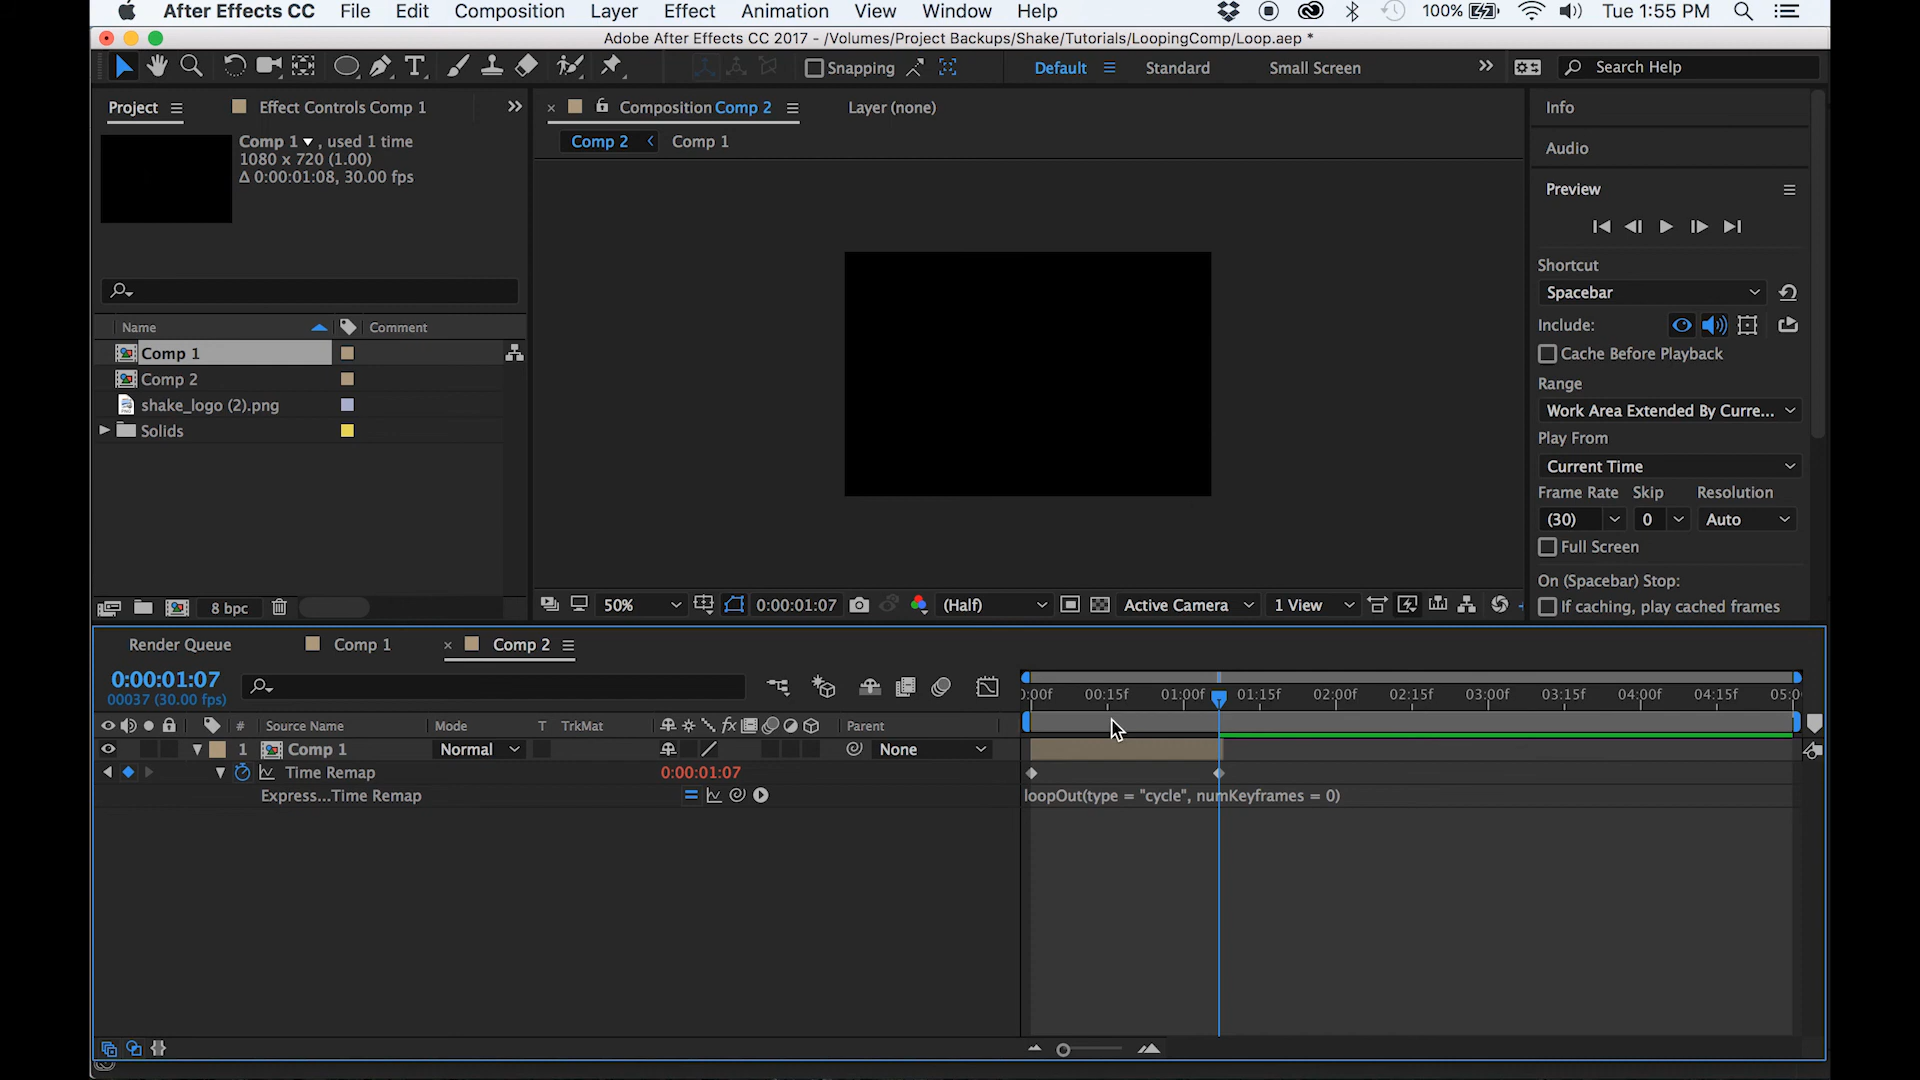 After Effects CC File Edit Composition Layer Effect Animation View Window Help 100% Tue 1:55 PM
Adobe After Effects CC 2017 - /Volumes/Project Backups/Shake/Tutorials/LoopingComp/Loop.aep *
Snapping Default Standard Small Screen Search Help
Project Effect Controls Comp 1
Composition Comp 2 Layer (none)
Comp 2 Comp 1
Comp 1 , used 1 time
1080 x 720 (1.00)
Δ 0:00:01:08, 30.00 fps
Name Comment
Comp 1
Comp 2
shake_logo (2).png
Solids
8 bpc
50% 0:00:01:07 (Half) Active Camera 1 View
Info
Audio
Preview
Shortcut
Spacebar
Include:
Cache Before Playback
Range
Work Area Extended By Curre...
Play From
Current Time
Frame Rate Skip Resolution
(30) 0 Auto
Full Screen
On (Spacebar) Stop:
If caching, play cached frames
Render Queue Comp 1 Comp 2
0:00:01:07
00037 (30.00 fps)
):00f 00:15f 01:00f 01:15f 02:00f 02:15f 03:00f 03:15f 04:00f 04:15f 05:0
# Source Name Mode T TrkMat fx Parent
1 Comp 1 Normal None
Time Remap 0:00:01:07
Express...Time Remap loopOut(type = "cycle", numKeyframes = 0)